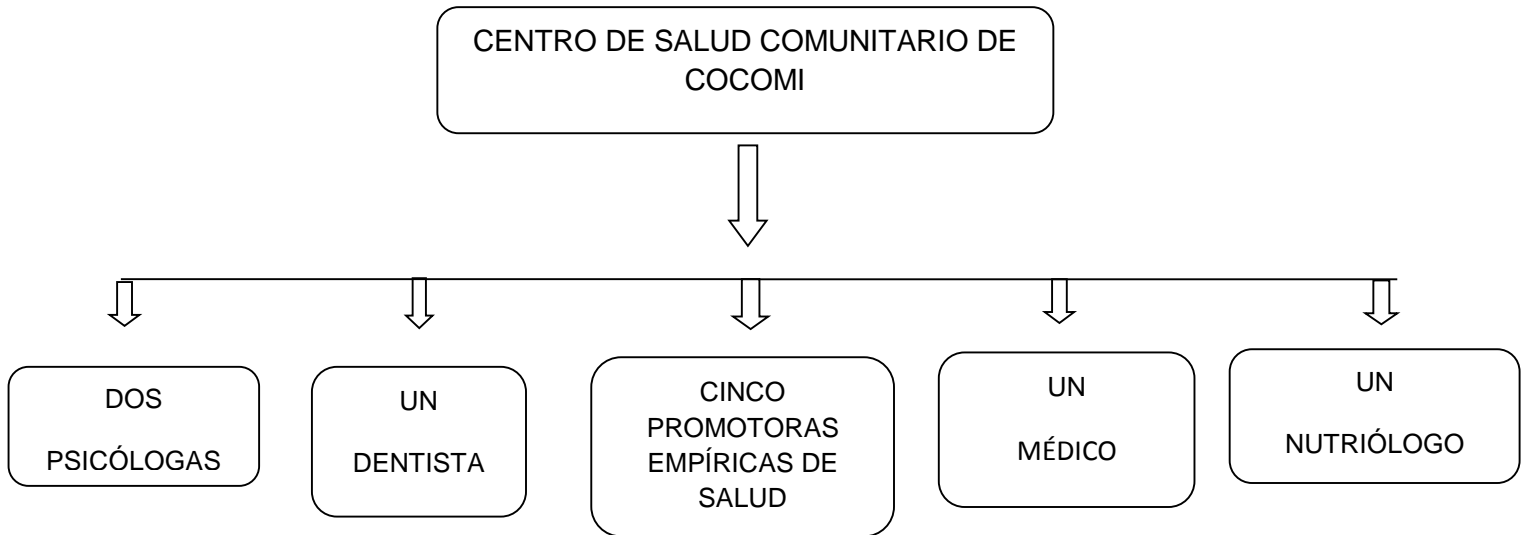 CENTRO DE SALUD COMUNITARIO DE
COCOMI
DOS
PSICÓLOGAS
UN
DENTISTA
CINCO
PROMOTORAS
EMPÍRICAS DE
SALUD
UN
MÉDICO
UN
NUTRIÓLOGO